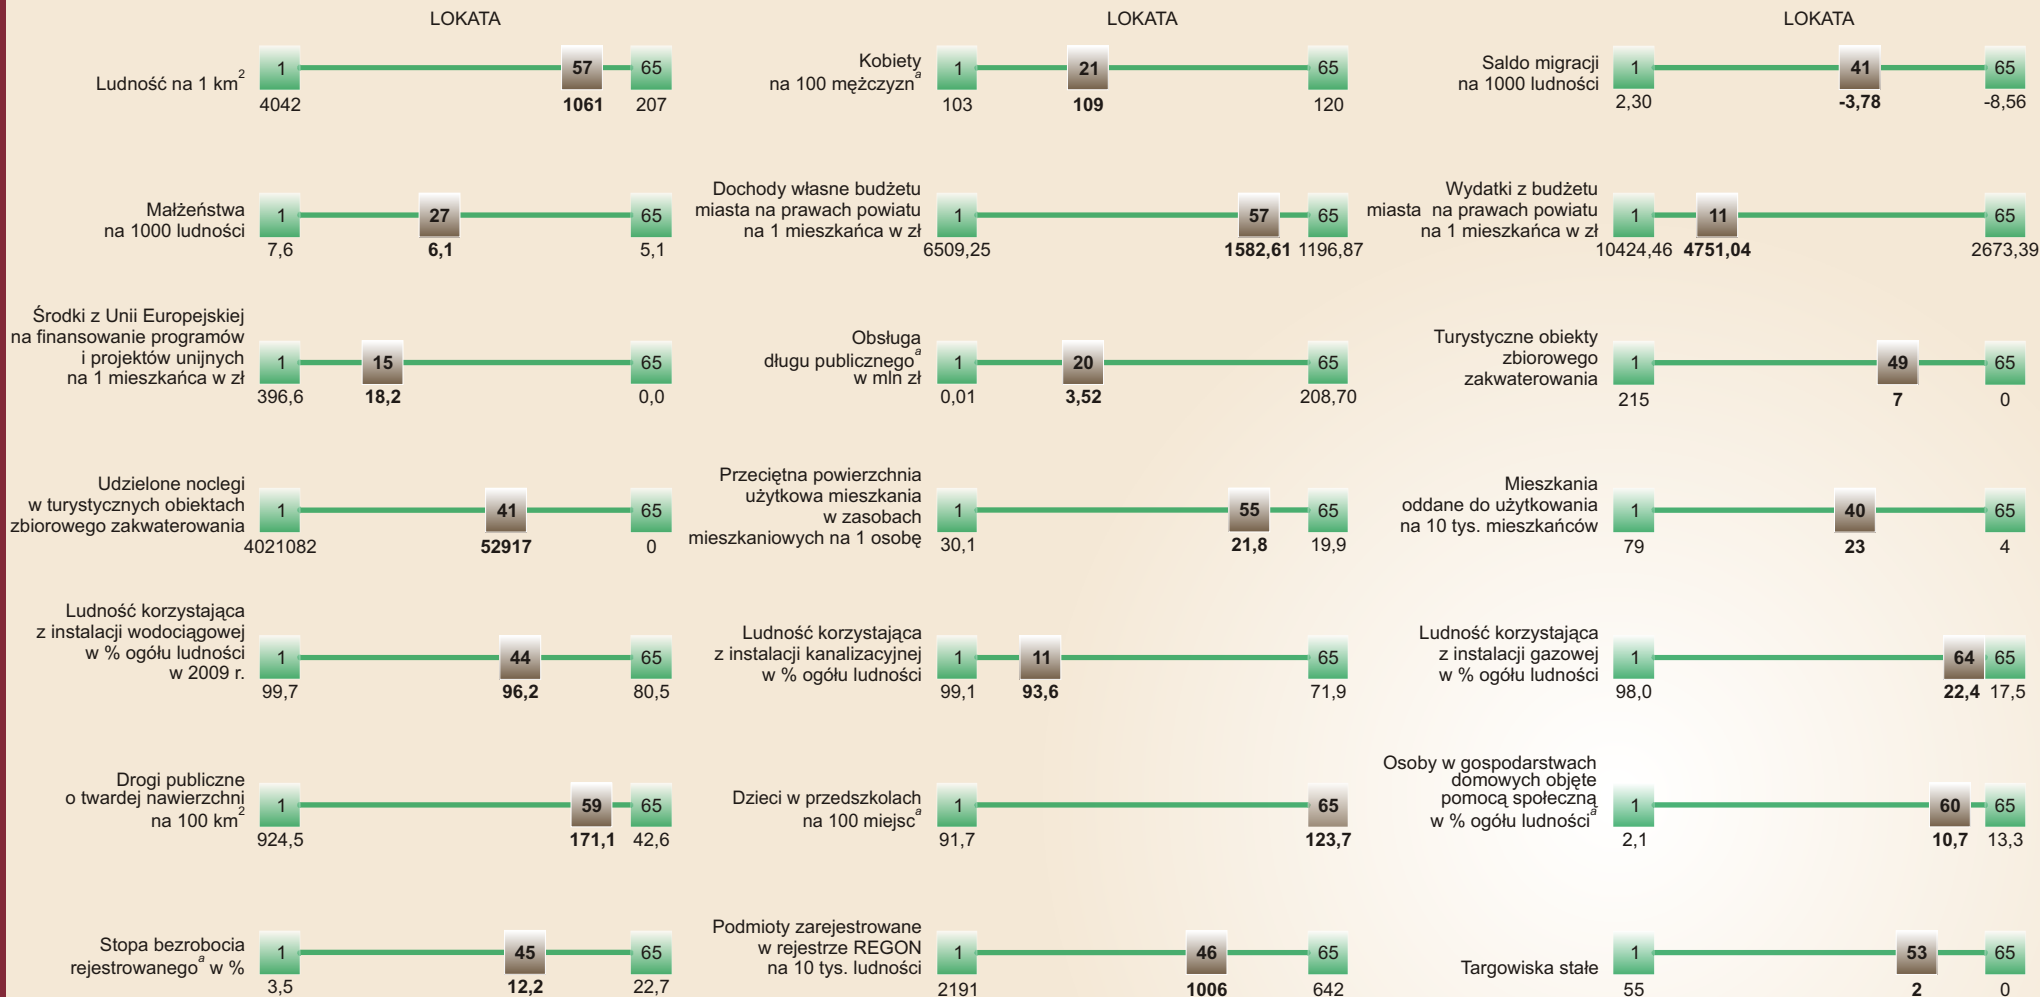 LOKATA
LOKATA
LOKATA
Ludność na 1 km2
1
57
65
4042
1061
207
Kobiety
na 100 mężczyzn a
1
21
65
103
109
120
Saldo migracji
na 1000 ludności
1
41
65
2,30
-3,78
-8,56
Małżeństwa
na 1000 ludności
1
27
65
7,6
6,1
5,1
Dochody własne budżetu
miasta na prawach powiatu
na 1 mieszkańca w zł
1
57
65
6509,25
1582,61
1196,87
Wydatki z budżetu
miasta na prawach powiatu
na 1 mieszkańca w zł
1
11
65
10424,46
4751,04
2673,39
Środki z Unii Europejskiej
na finansowanie programów
i projektów unijnych
na 1 mieszkańca w zł
1
15
65
396,6
18,2
0,0
Obsługa
długu publicznego a
w mln zł
1
20
65
0,01
3,52
208,70
Turystyczne obiekty
zbiorowego
zakwaterowania
1
49
65
215
7
0
Udzielone noclegi
w turystycznych obiektach
zbiorowego zakwaterowania
1
41
65
4021082
52917
0
Przeciętna powierzchnia
użytkowa mieszkania
w zasobach
mieszkaniowych na 1 osobę
1
55
65
30,1
21,8
19,9
Mieszkania
oddane do użytkowania
na 10 tys. mieszkańców
1
40
65
79
23
4
Ludność korzystająca
z instalacji wodociągowej
w % ogółu ludności
w 2009 r.
1
44
65
99,7
96,2
80,5
Ludność korzystająca
z instalacji kanalizacyjnej
w % ogółu ludności
1
11
65
99,1
93,6
71,9
Ludność korzystająca
z instalacji gazowej
w % ogółu ludności
1
64
65
98,0
22,4
17,5
Drogi publiczne
o twardej nawierzchni
na 100 km2
1
59
65
924,5
171,1
42,6
Dzieci w przedszkolach
na 100 miejsc a
1
65
91,7
123,7
Osoby w gospodarstwach
domowych objęte
pomocą społeczną
w % ogółu ludności a
1
60
65
2,1
10,7
13,3
Stopa bezrobocia
rejestrowanego a w %
1
45
65
3,5
12,2
22,7
Podmioty zarejestrowane
w rejestrze REGON
na 10 tys. ludności
1
46
65
2191
1006
642
Targowiska stałe
1
53
65
55
2
0